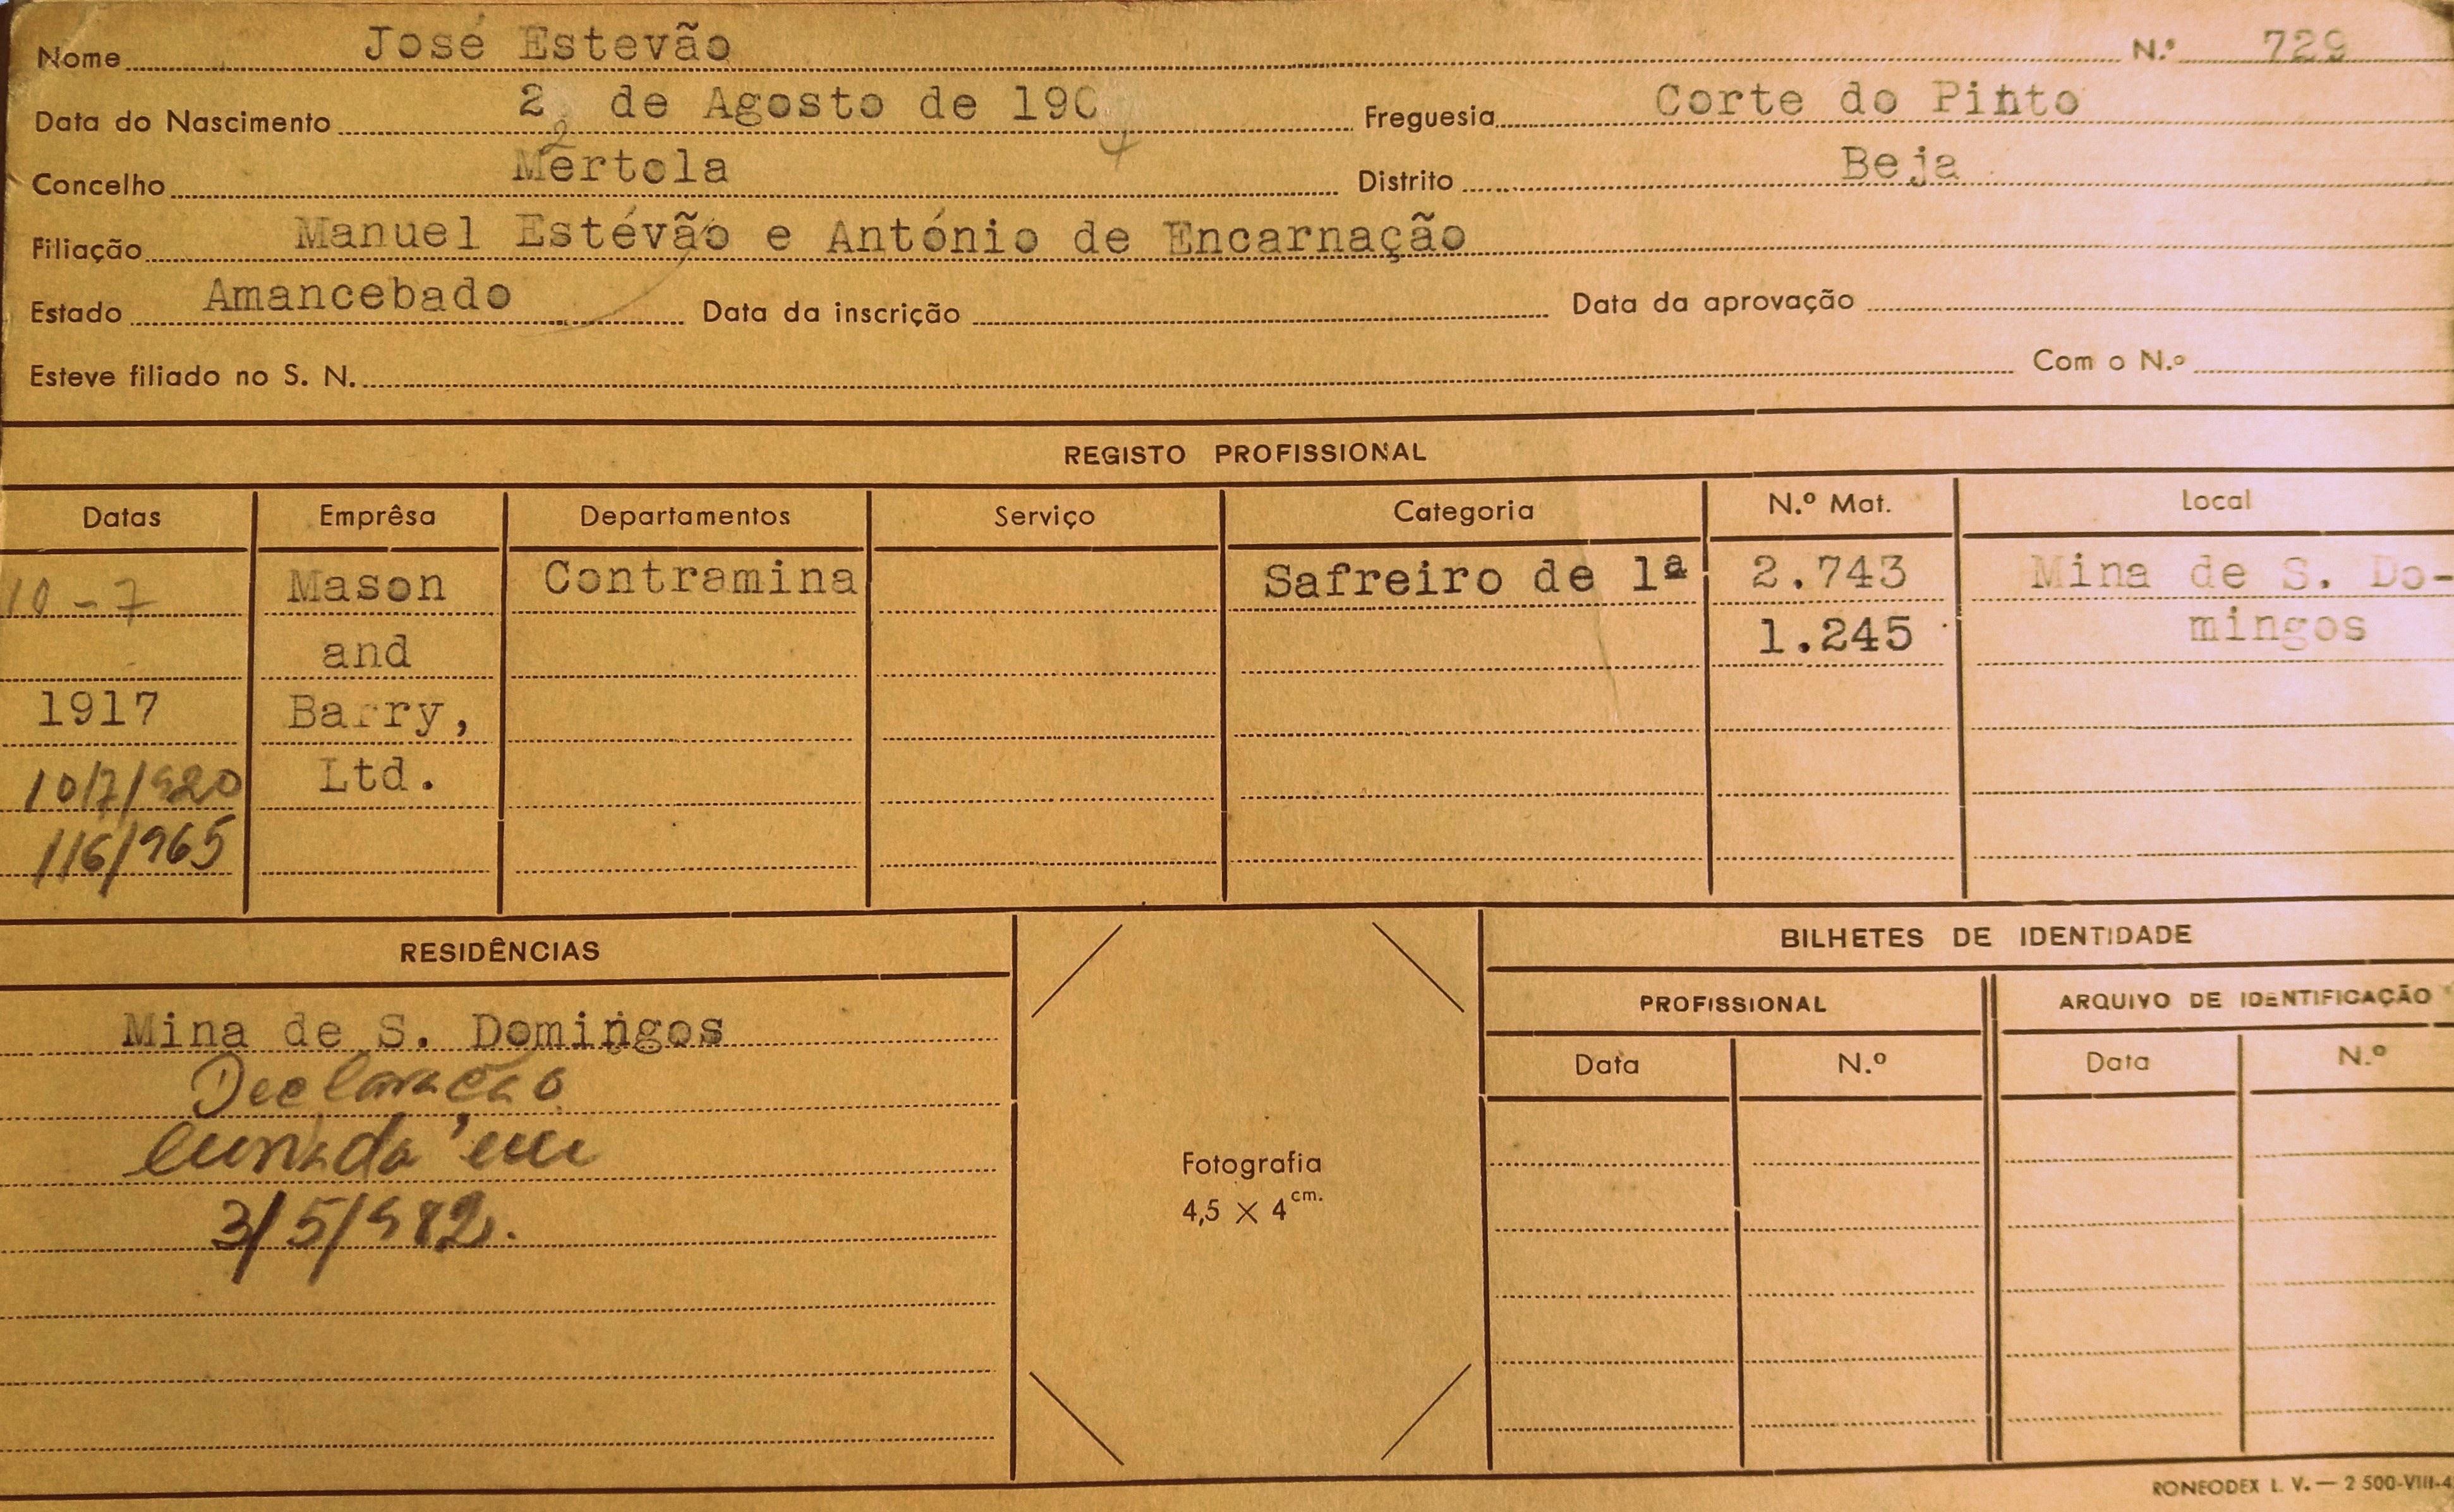 Nome José Estevão N.º 729
Data do Nascimento 22 de Agosto de 1907 Freguesia Corte do Pinto
Concelho Mertola Distrito Beja
Filiação Manuel Estévão e António de Encarnação
Estado Amancebado Data da inscrição Data da aprovação
Esteve filiado no S. N. Com o N.º
REGISTO PROFISSIONAL
Datas Emprêsa Departamentos Serviço Categoria N.º Mat. Local
10-7 Mason Contramina Safreiro de 1ª 2.743 Mina de S. Do-
and 1.245 mingos
1917 Barry,
10/7/920 Ltd.
1/6/965
RESIDÊNCIAS
Mina de S. Domingos
Declaração
em
3/5/982.
Fotografia
4,5 × 4 cm.
BILHETES DE IDENTIDADE
PROFISSIONAL ARQUIVO DE IDENTIFICAÇÃO
Data N.º Data N.º
RONEODEX L. V. — 2 500-VIII-4